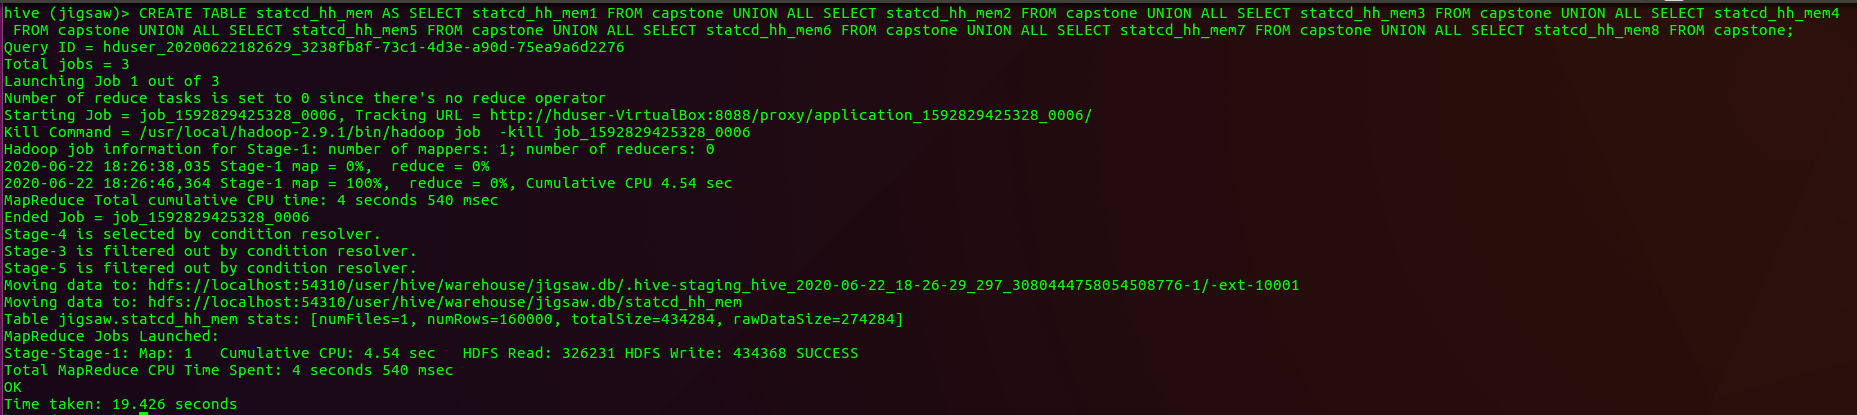 hive (jigsaw)> CREATE TABLE statcd_hh_mem AS SELECT statcd_hh_mem1 FROM capstone UNION ALL SELECT statcd_hh_mem2 FROM capstone UNION ALL SELECT statcd_hh_mem3 FROM capstone UNION ALL SELECT statcd_hh_mem4
FROM capstone UNION ALL SELECT statcd_hh_mem5 FROM capstone UNION ALL SELECT statcd_hh_mem6 FROM capstone UNION ALL SELECT statcd_hh_mem7 FROM capstone UNION ALL SELECT statcd_hh_mem8 FROM capstone;
Query ID = hduser_20200622182629_3238fb8f-73c1-4d3e-a90d-75ea9a6d2276
Total jobs = 3
Launching Job 1 out of 3
Number of reduce tasks is set to 0 since there's no reduce operator
Starting Job = job_1592829425328_0006, Tracking URL = http://hduser-VirtualBox:8088/proxy/application_1592829425328_0006/
Kill Command = /usr/local/hadoop-2.9.1/bin/hadoop job  -kill job_1592829425328_0006
Hadoop job information for Stage-1: number of mappers: 1; number of reducers: 0
2020-06-22 18:26:38,035 Stage-1 map = 0%,  reduce = 0%
2020-06-22 18:26:46,364 Stage-1 map = 100%,  reduce = 0%, Cumulative CPU 4.54 sec
MapReduce Total cumulative CPU time: 4 seconds 540 msec
Ended Job = job_1592829425328_0006
Stage-4 is selected by condition resolver.
Stage-3 is filtered out by condition resolver.
Stage-5 is filtered out by condition resolver.
Moving data to: hdfs://localhost:54310/user/hive/warehouse/jigsaw.db/.hive-staging_hive_2020-06-22_18-26-29_297_3080444758054508776-1/-ext-10001
Moving data to: hdfs://localhost:54310/user/hive/warehouse/jigsaw.db/statcd_hh_mem
Table jigsaw.statcd_hh_mem stats: [numFiles=1, numRows=160000, totalSize=434284, rawDataSize=274284]
MapReduce Jobs Launched:
Stage-Stage-1: Map: 1   Cumulative CPU: 4.54 sec   HDFS Read: 326231 HDFS Write: 434368 SUCCESS
Total MapReduce CPU Time Spent: 4 seconds 540 msec
OK
Time taken: 19.426 seconds